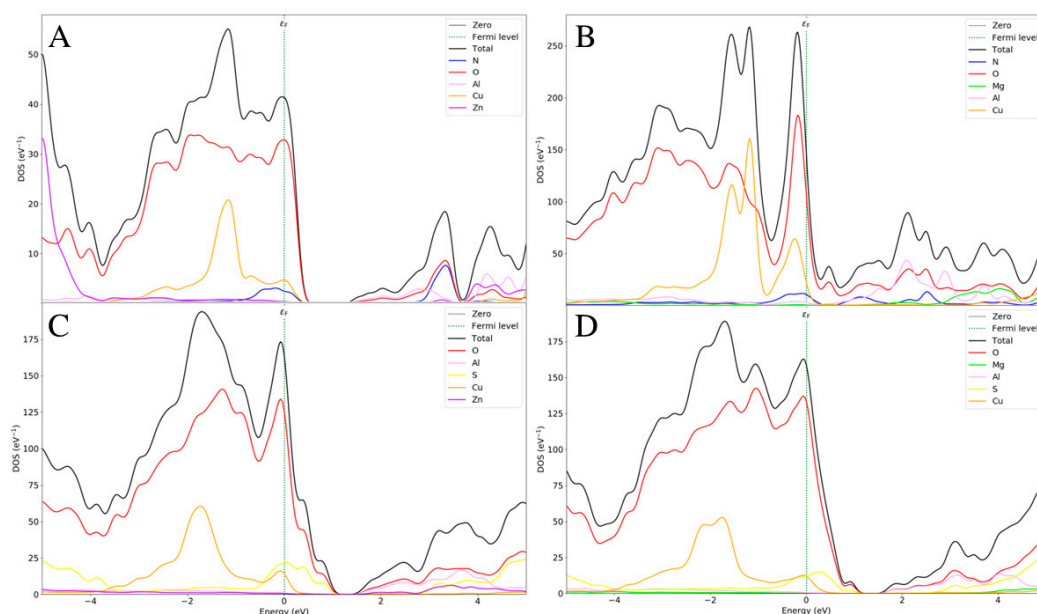 A
εF
Zero
Fermi level
Total
N
O
Al
Cu
Zn
DOS (eV⁻¹)
50
40
30
20
10
B
εF
Zero
Fermi level
Total
N
O
Mg
Al
Cu
DOS (eV⁻¹)
250
200
150
100
50
C
εF
Zero
Fermi level
Total
O
Al
S
Cu
Zn
DOS (eV⁻¹)
175
150
125
100
75
50
25
0
−4
−2
0
2
4
Energy (eV)
D
εF
Zero
Fermi level
Total
O
Mg
Al
S
Cu
DOS (eV⁻¹)
175
150
125
100
75
50
25
0
−4
−2
0
2
4
Energy (eV)